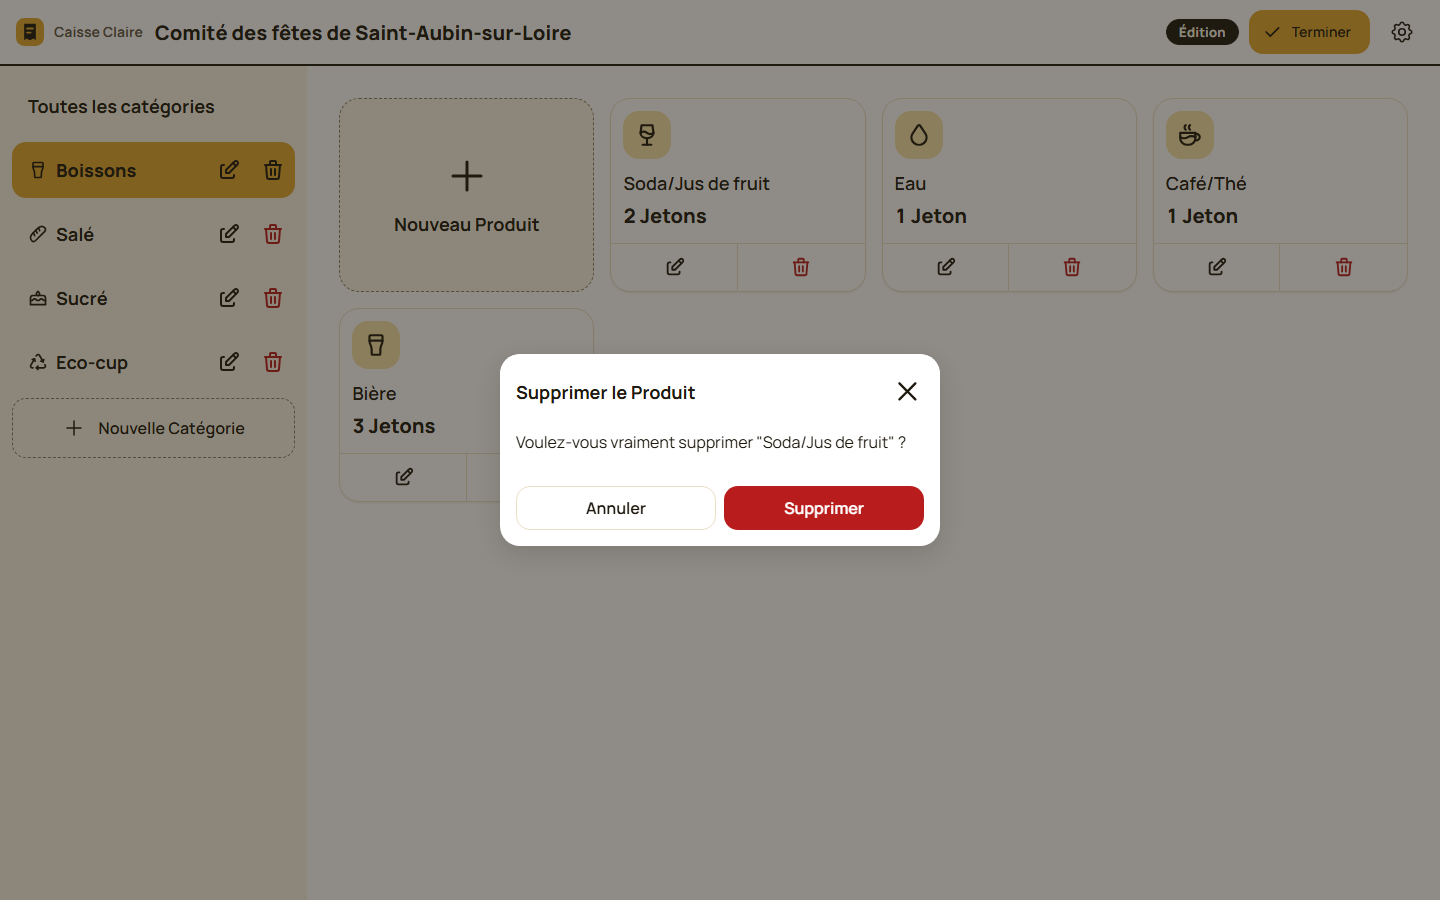 Caisse Claire
Comité des fêtes de Saint-Aubin-sur-Loire
Édition
Terminer
Toutes les catégories
Boissons
Salé
Sucré
Eco-cup
Nouvelle Catégorie
Nouveau Produit
Soda/Jus de fruit
2 Jetons
Eau
1 Jeton
Café/Thé
1 Jeton
Bière
3 Jetons
Supprimer le Produit
Voulez-vous vraiment supprimer "Soda/Jus de fruit" ?
Annuler
Supprimer